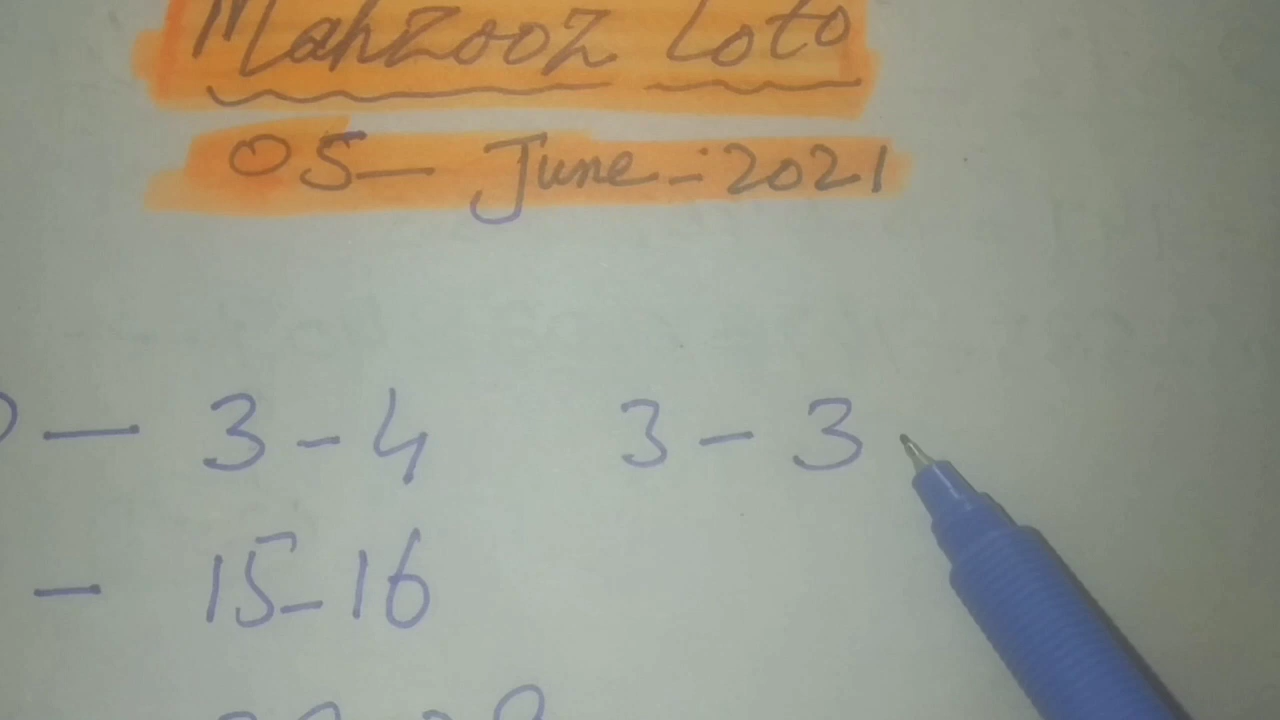 Mahzooz Loto
05- June - 2021
— 3-4 3-3
- 15-16